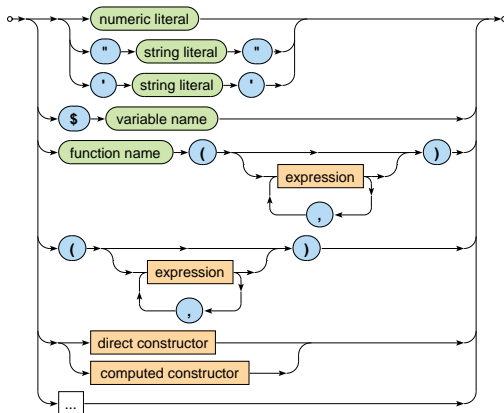 numeric literal
" string literal "
' string literal '
$ variable name
function name ( )
expression
,
( )
expression
,
direct constructor
computed constructor
...